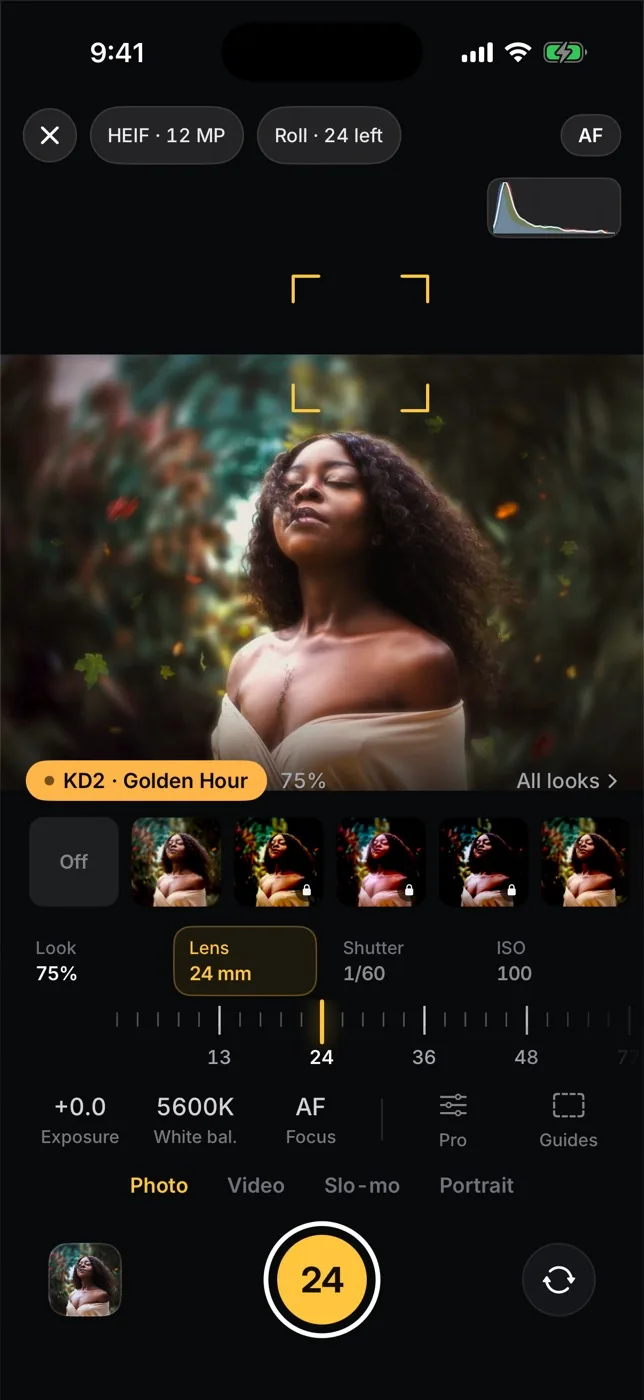 9:41
HEIF · 12 MP
Roll · 24 left
AF
KD2 · Golden Hour
75%
All looks
Off
Look
75%
Lens
24 mm
Shutter
1/60
ISO
100
13
24
36
48
77
+0.0
Exposure
5600K
White bal.
AF
Focus
Pro
Guides
Photo
Video
Slo-mo
Portrait
24